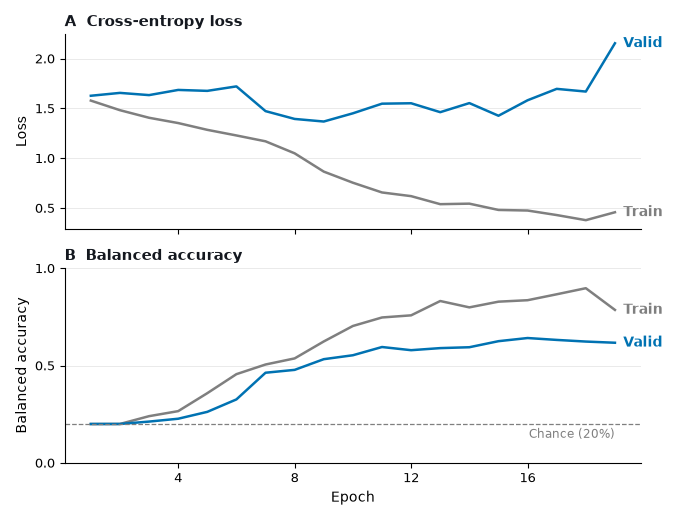 A Cross-entropy loss
Valid
2.0
1.5
1.0
0.5
Loss
Train
B Balanced accuracy
1.0
0.5
0.0
Balanced accuracy
Train
Valid
Chance (20%)
4 8 12 16
Epoch